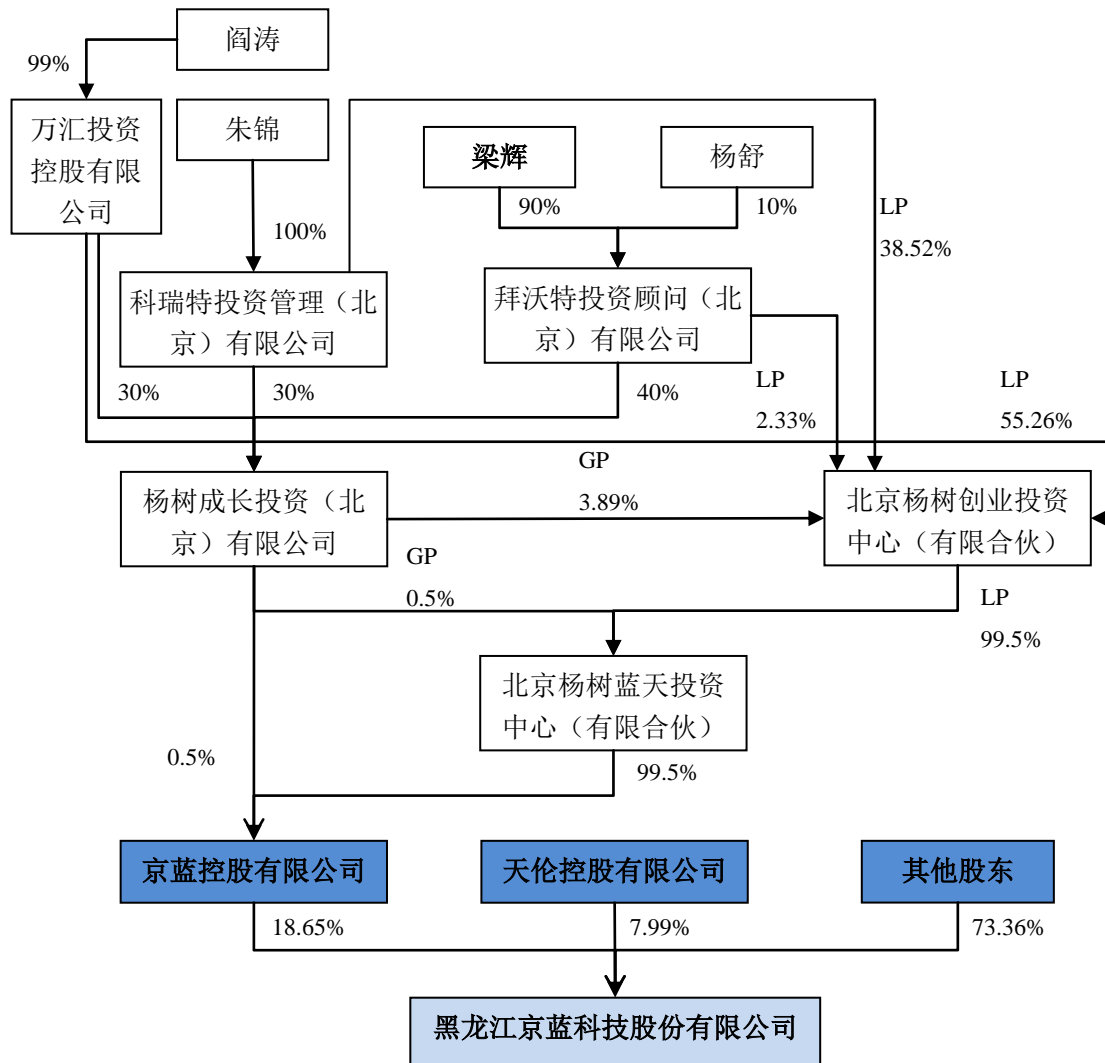 阎涛
99%
万汇投资
控股有限
公司
朱锦
梁辉
杨舒
90%
10%
LP
38.52%
100%
科瑞特投资管理（北
京）有限公司
拜沃特投资顾问（北
京）有限公司
30%
30%
40%
LP
2.33%
LP
55.26%
GP
3.89%
杨树成长投资（北
京）有限公司
北京杨树创业投资
中心（有限合伙）
GP
0.5%
LP
99.5%
北京杨树蓝天投资
中心（有限合伙）
0.5%
99.5%
京蓝控股有限公司
天伦控股有限公司
其他股东
18.65%
7.99%
73.36%
黑龙江京蓝科技股份有限公司